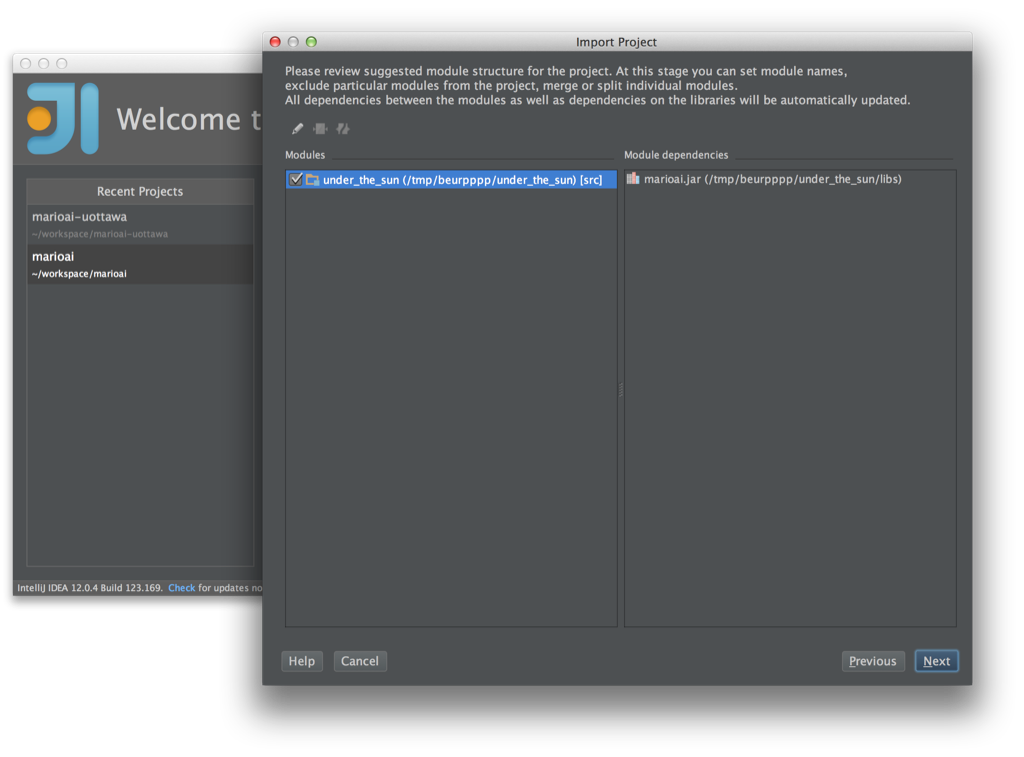 Import Project
Please review suggested module structure for the project. At this stage you can set module names,
exclude particular modules from the project, merge or split individual modules.
All dependencies between the modules as well as dependencies on the libraries will be automatically updated.
Modules
under_the_sun (/tmp/beurpppp/under_the_sun) [src]
Module dependencies
marioai.jar (/tmp/beurpppp/under_the_sun/libs)
Help
Cancel
Previous
Next
Welcome t
Recent Projects
marioai-uottawa
~/workspace/marioai-uottawa
marioai
~/workspace/marioai
IntelliJ IDEA 12.0.4 Build 123.169. Check for updates no